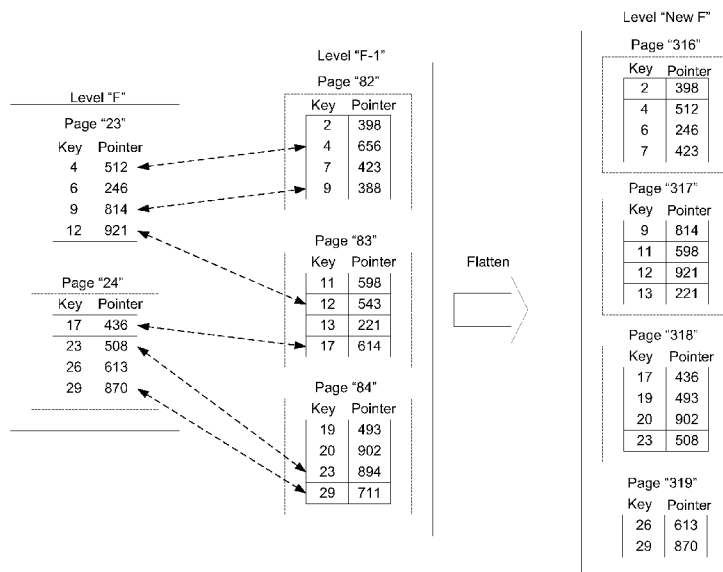 Level "F"
Page "23"
Key Pointer
4 512
6 246
9 814
12 921
Page "24"
Key Pointer
17 436
23 508
26 613
29 870
Level "F-1"
Page "82"
Key Pointer
2 398
4 656
7 423
9 388
Page "83"
Key Pointer
11 598
12 543
13 221
17 614
Page "84"
Key Pointer
19 493
20 902
23 894
29 711
Flatten
Level "New F"
Page "316"
Key Pointer
2 398
4 512
6 246
7 423
Page "317"
Key Pointer
9 814
11 598
12 921
13 221
Page "318"
Key Pointer
17 436
19 493
20 902
23 508
Page "319"
Key Pointer
26 613
29 870